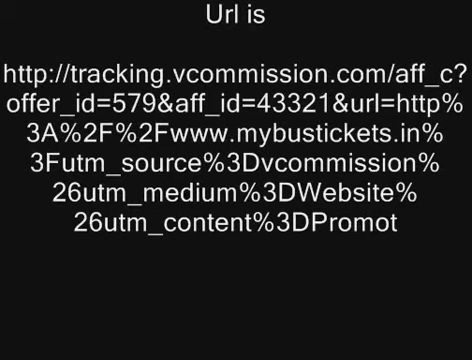 Url is
http://tracking.vcommission.com/aff_c?
offer_id=579&aff_id=43321&url=http%
3A%2F%2Fwww.mybustickets.in%
3Futm_source%3Dvcommission%
26utm_medium%3DWebsite%
26utm_content%3DPromot